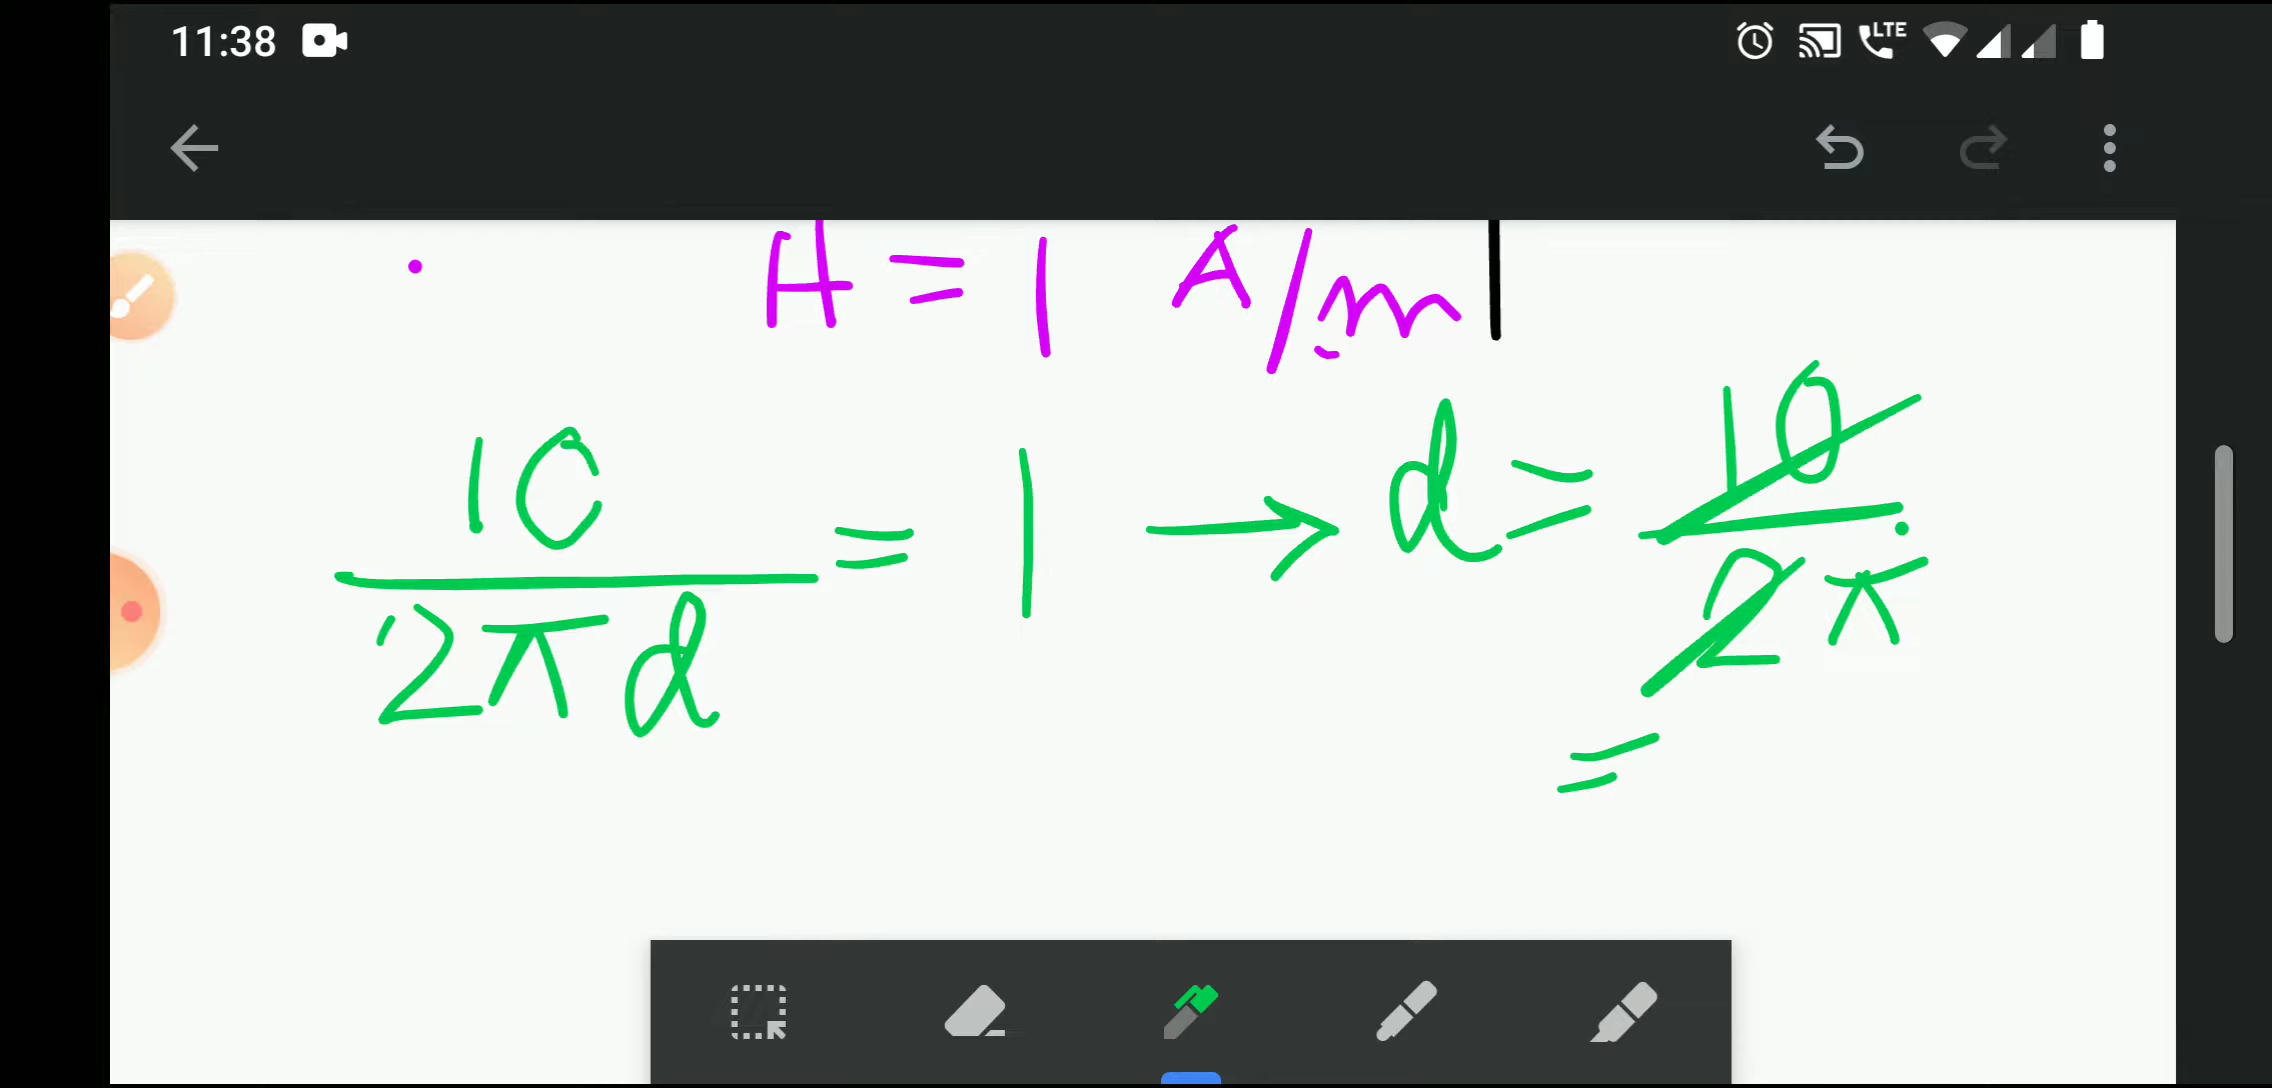 11:38 LTE
H = 1 A/m
10/2πd = 1 → d = 10/2π
=